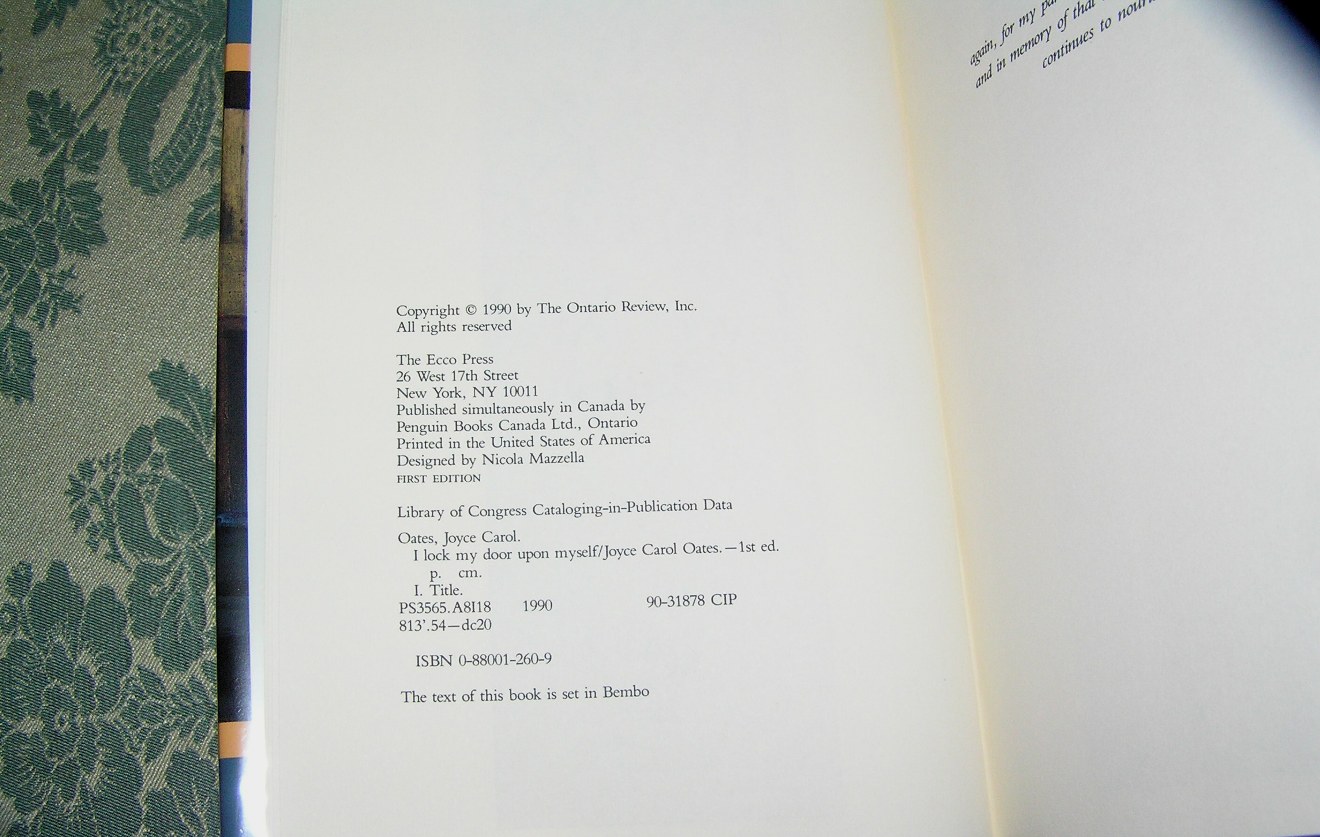 Copyright © 1990 by The Ontario Review, Inc.
All rights reserved
The Ecco Press
26 West 17th Street
New York, NY 10011
Published simultaneously in Canada by
Penguin Books Canada Ltd., Ontario
Printed in the United States of America
Designed by Nicola Mazzella
FIRST EDITION
Library of Congress Cataloging-in-Publication Data
Oates, Joyce Carol.
I lock my door upon myself/Joyce Carol Oates.—1st ed.
p. cm.
I. Title.
PS3565.A8I18 1990 90-31878 CIP
813'.54—dc20
ISBN 0-88001-260-9
The text of this book is set in Bembo
again, for my
and in memory of that
continues to